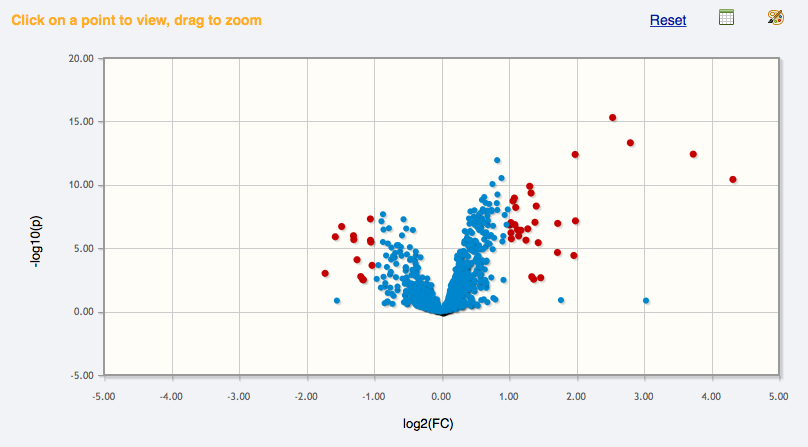 Click on a point to view, drag to zoom
Reset
20.00
15.00
10.00
5.00
0.00
-5.00
-log10(p)
-5.00 -4.00 -3.00 -2.00 -1.00 0.00 1.00 2.00 3.00 4.00 5.00
log2(FC)